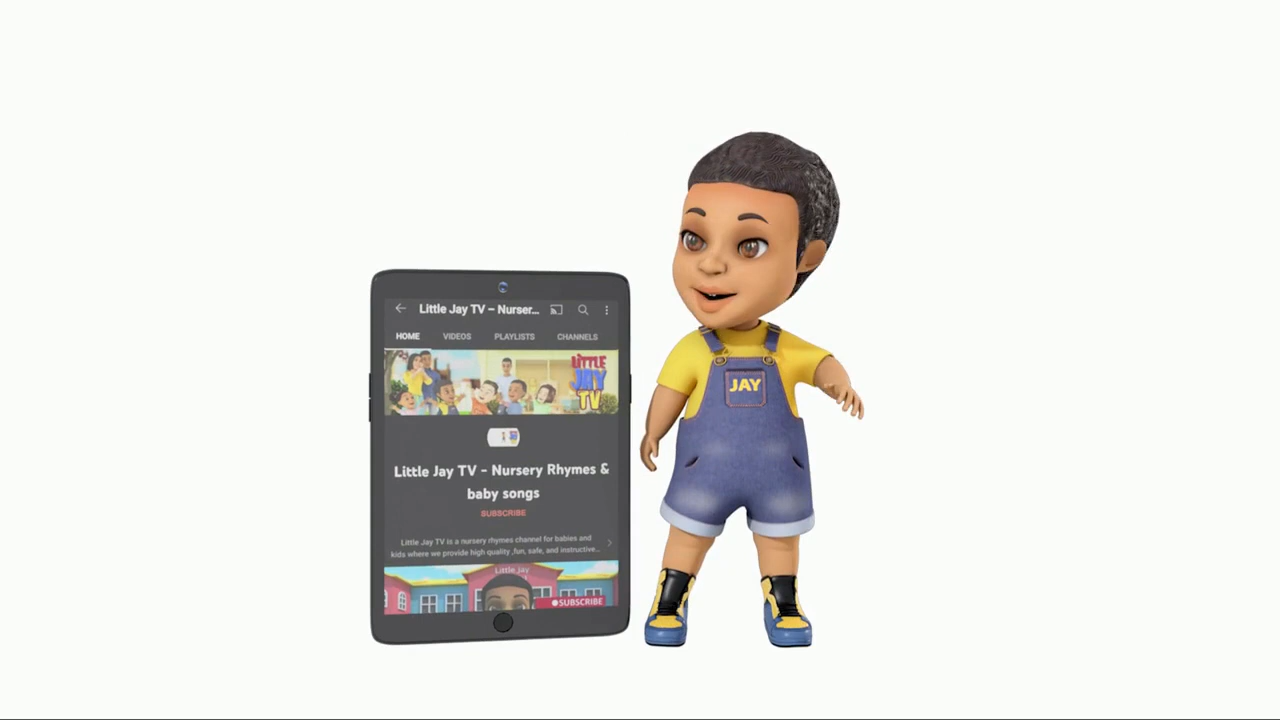 Little Jay TV – Nurser...
HOME VIDEOS PLAYLISTS CHANNELS
LITTLE
JAY
TV
Little Jay TV - Nursery Rhymes &
baby songs
SUBSCRIBE
Little Jay TV is a nursery rhymes channel for babies and
kids where we provide high quality ,fun, safe, and instructive...
Little Jay
SUBSCRIBE
JAY